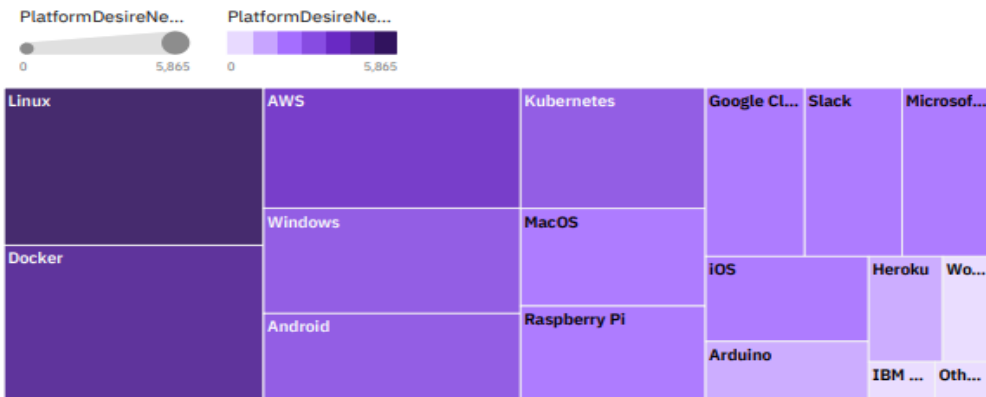 PlatformDesireNe... PlatformDesireNe...
0 5,865 0 5,865
Linux AWS Kubernetes Google Cl... Slack Microsof...
Windows MacOS
Docker iOS Heroku Wo...
Android Raspberry Pi
Arduino
IBM ... Oth...